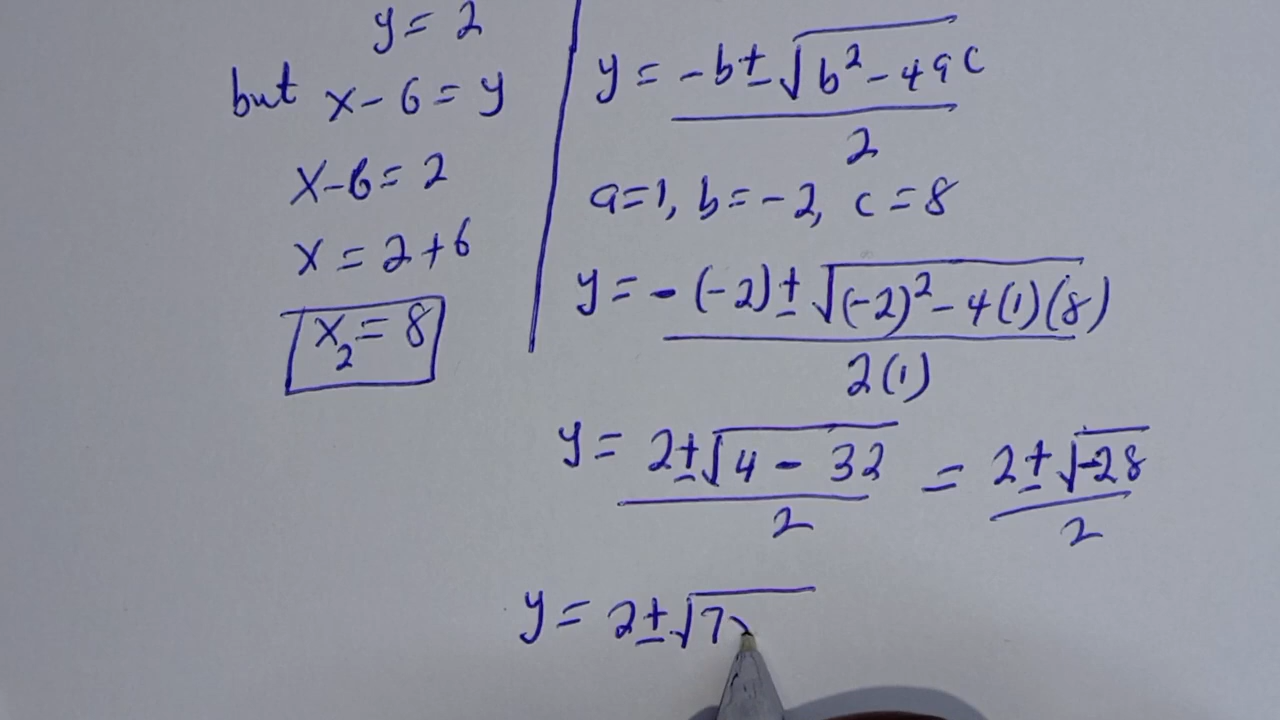 y = 2
but x - 6 = y
x - 6 = 2
x = 2 + 6
x₂ = 8
y = -b ± √(b² - 4ac)
2
a = 1, b = -2, c = 8
y = -(-2) ± √((-2)² - 4(1)(8))
2(1)
y = 2 ± √(4 - 32) = 2 ± √(-28)
2 2
y = 2 ± √7